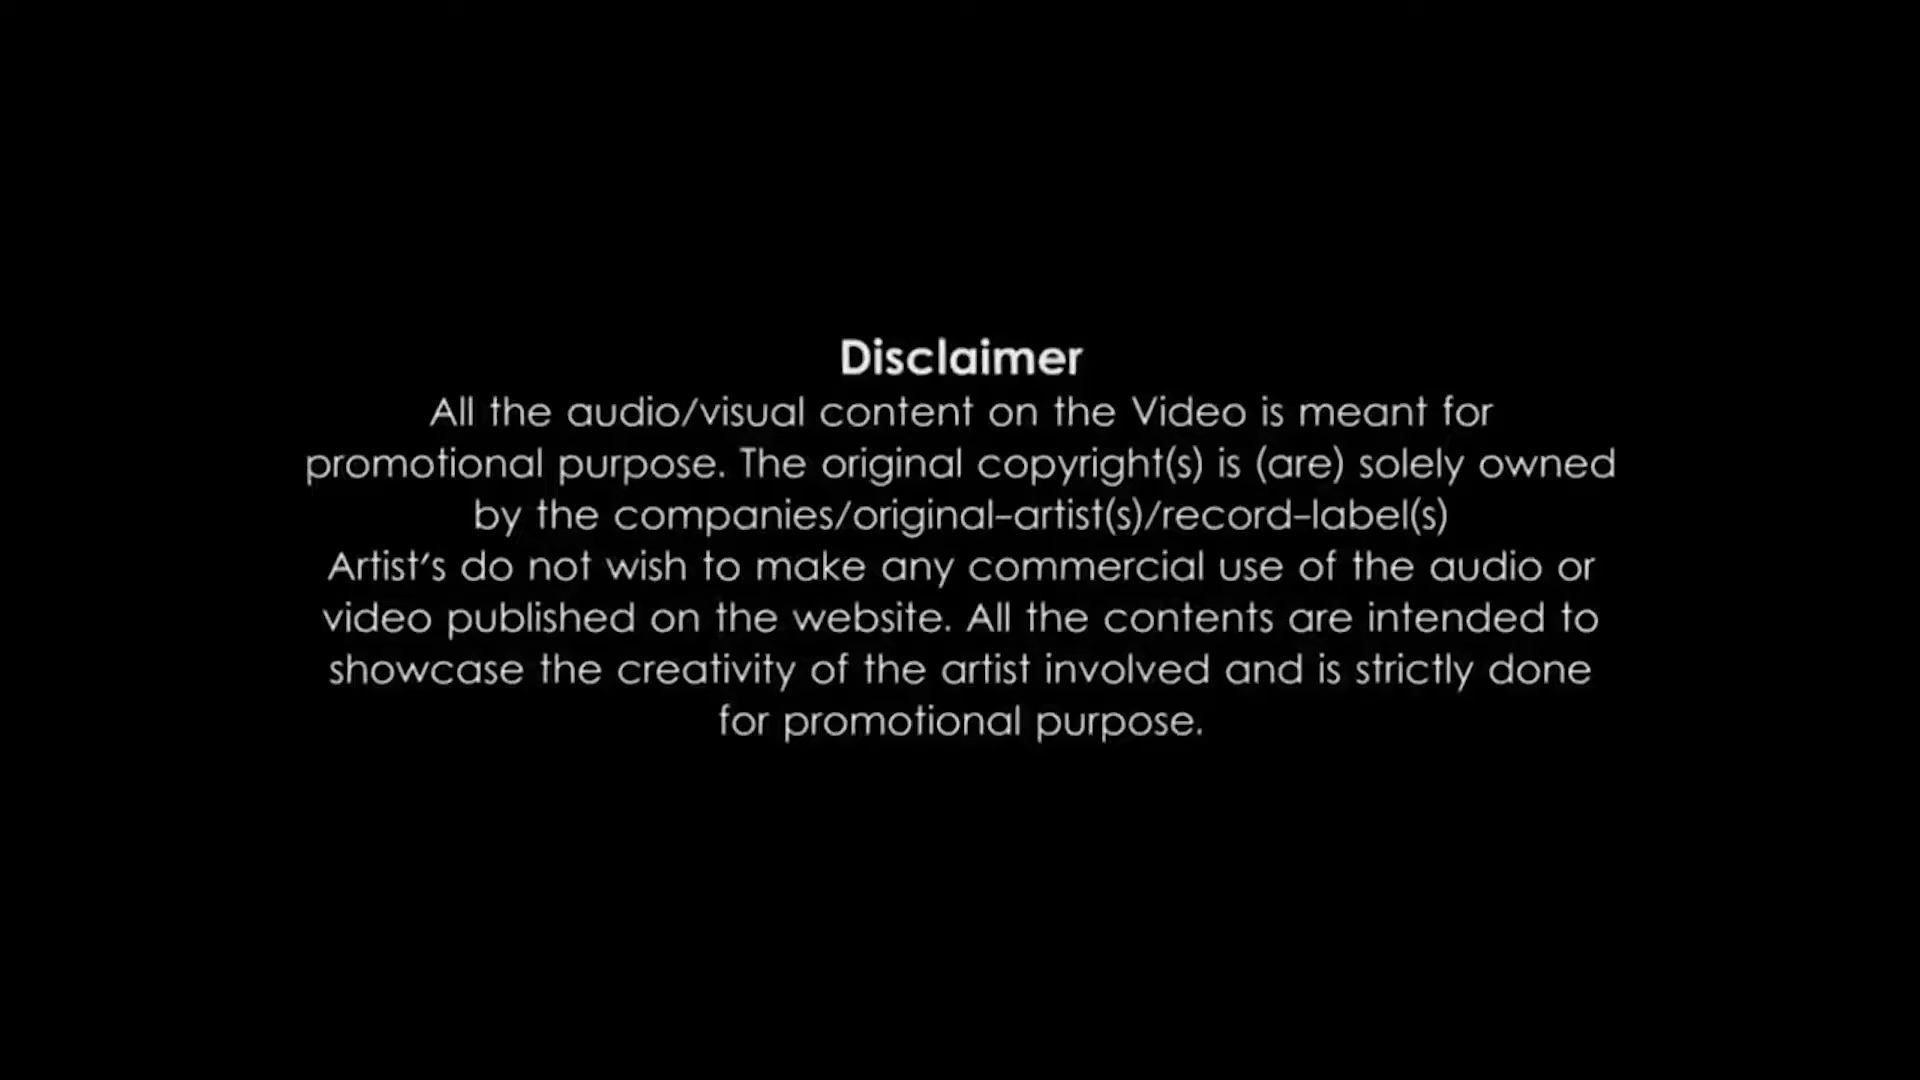 Disclaimer
All the audio/visual content on the Video is meant for
promotional purpose. The original copyright(s) is (are) solely owned
by the companies/original-artist(s)/record-label(s)
Artist's do not wish to make any commercial use of the audio or
video published on the website. All the contents are intended to
showcase the creativity of the artist involved and is strictly done
for promotional purpose.